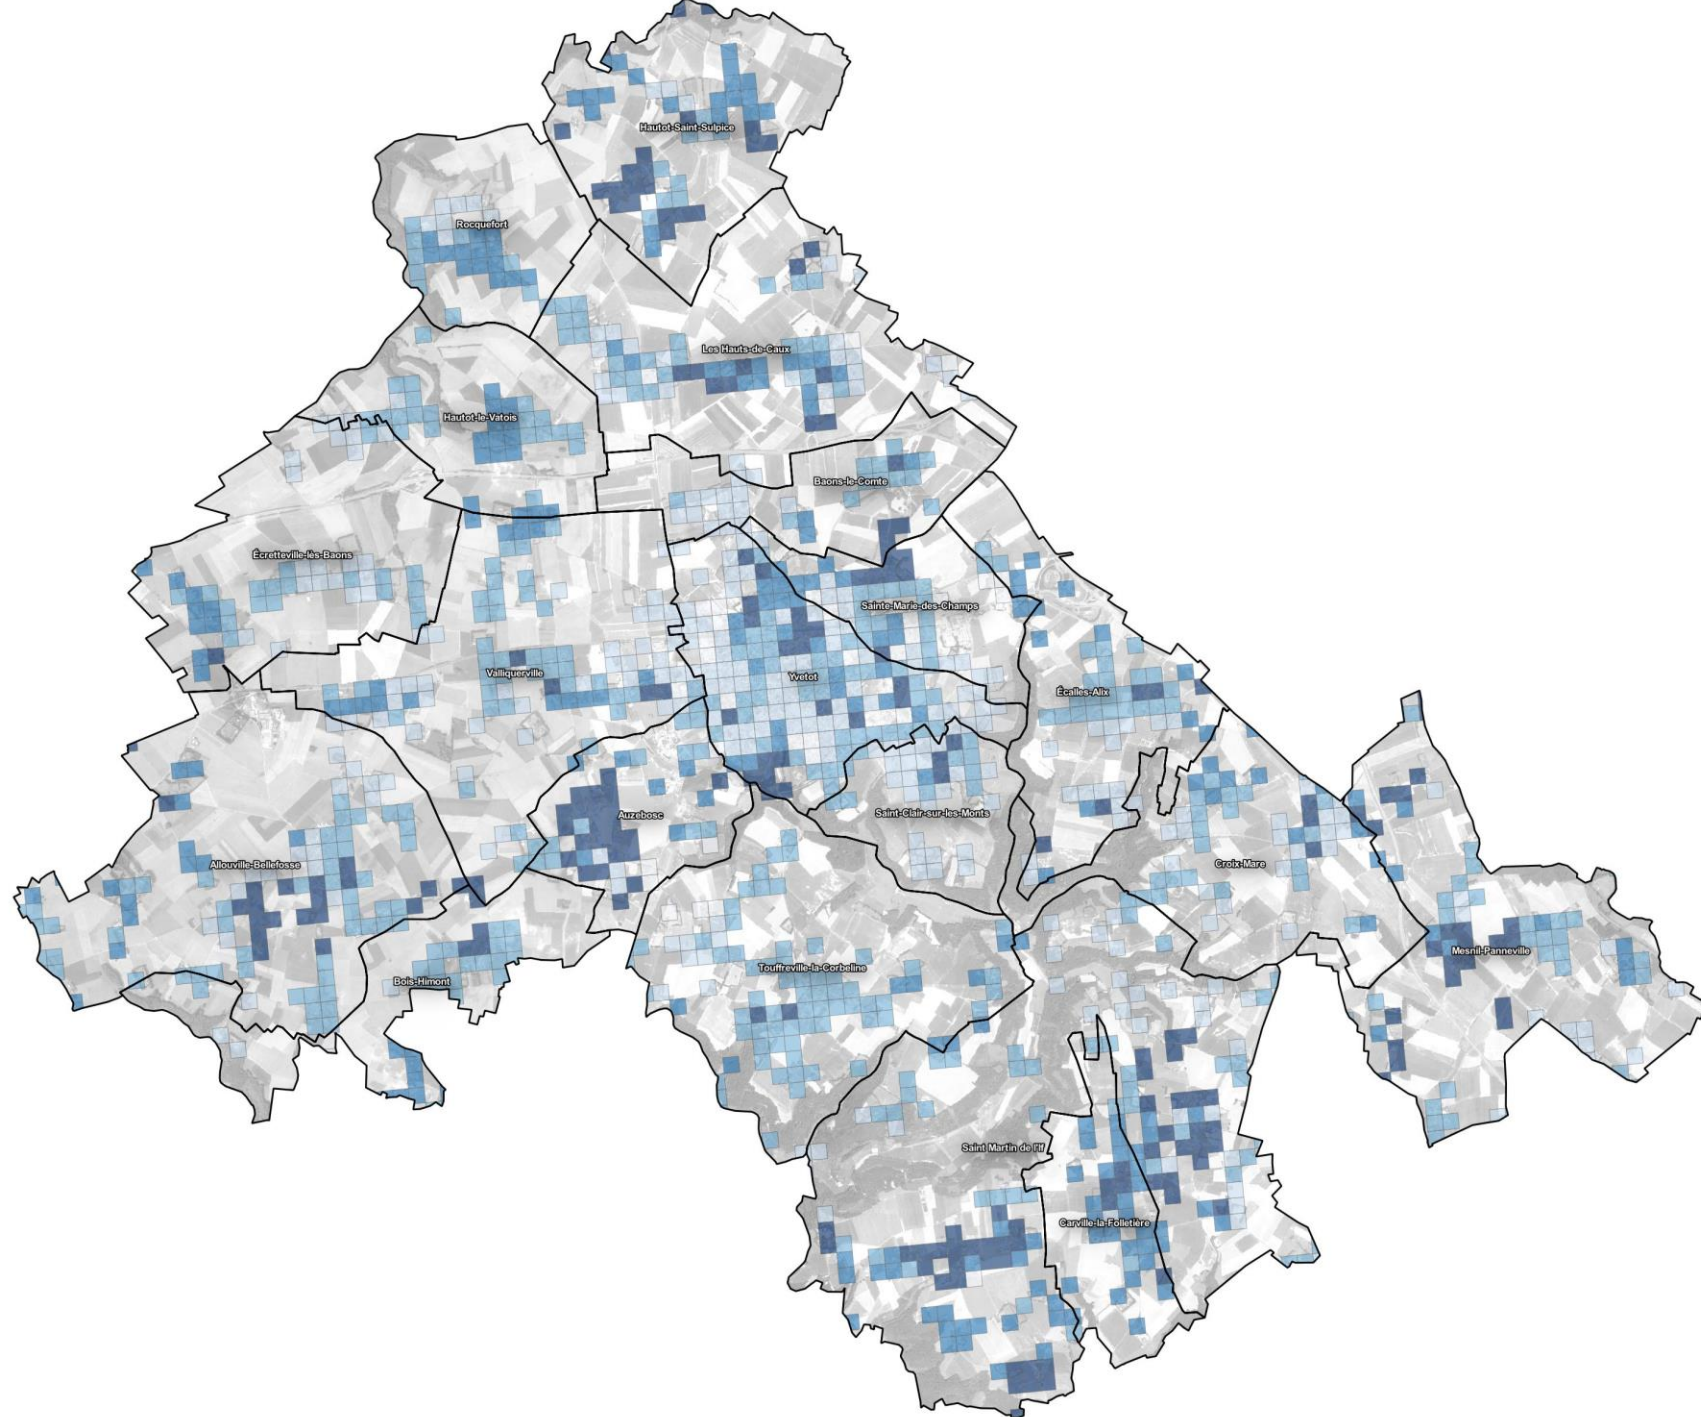 Hautot-Saint-Sulpice
Rocquefort
Les Hauts-de-Caux
Hautot-le-Vatois
Baons-le-Comte
Écretteville-lès-Baons
Sainte-Marie-des-Champs
Valliquerville
Yvetot
Écalles-Alix
Auzebosc
Saint-Clair-sur-les-Monts
Allouville-Bellefosse
Croix-Mare
Mesnil-Panneville
Touffreville-la-Corbeline
Bois-Himont
Saint Martin de l'If
Carville-la-Folletière